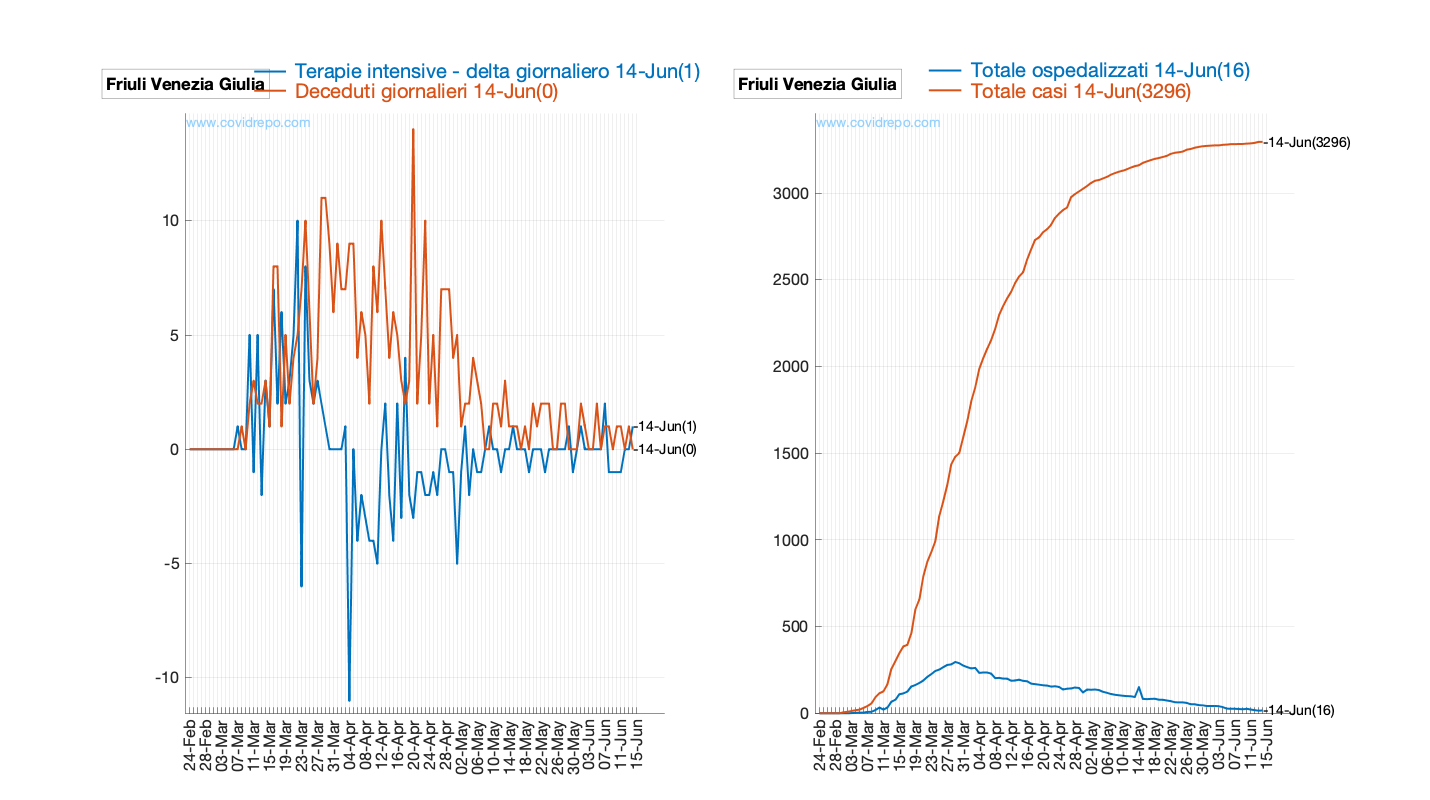 Friuli Venezia Giulia
Terapie intensive - delta giornaliero 14-Jun(1)
Deceduti giornalieri 14-Jun(0)
www.covidrepo.com
10
5
0
-5
-10
-14-Jun(1)
-14-Jun(0)
24-Feb
28-Feb
03-Mar
07-Mar
11-Mar
15-Mar
19-Mar
23-Mar
27-Mar
31-Mar
04-Apr
08-Apr
12-Apr
16-Apr
20-Apr
24-Apr
28-Apr
02-May
06-May
10-May
14-May
18-May
22-May
26-May
30-May
03-Jun
07-Jun
11-Jun
15-Jun
Friuli Venezia Giulia
Totale ospedalizzati 14-Jun(16)
Totale casi 14-Jun(3296)
www.covidrepo.com
3000
2500
2000
1500
1000
500
0
-14-Jun(3296)
-14-Jun(16)
24-Feb
28-Feb
03-Mar
07-Mar
11-Mar
15-Mar
19-Mar
23-Mar
27-Mar
31-Mar
04-Apr
08-Apr
12-Apr
16-Apr
20-Apr
24-Apr
28-Apr
02-May
06-May
10-May
14-May
18-May
22-May
26-May
30-May
03-Jun
07-Jun
11-Jun
15-Jun